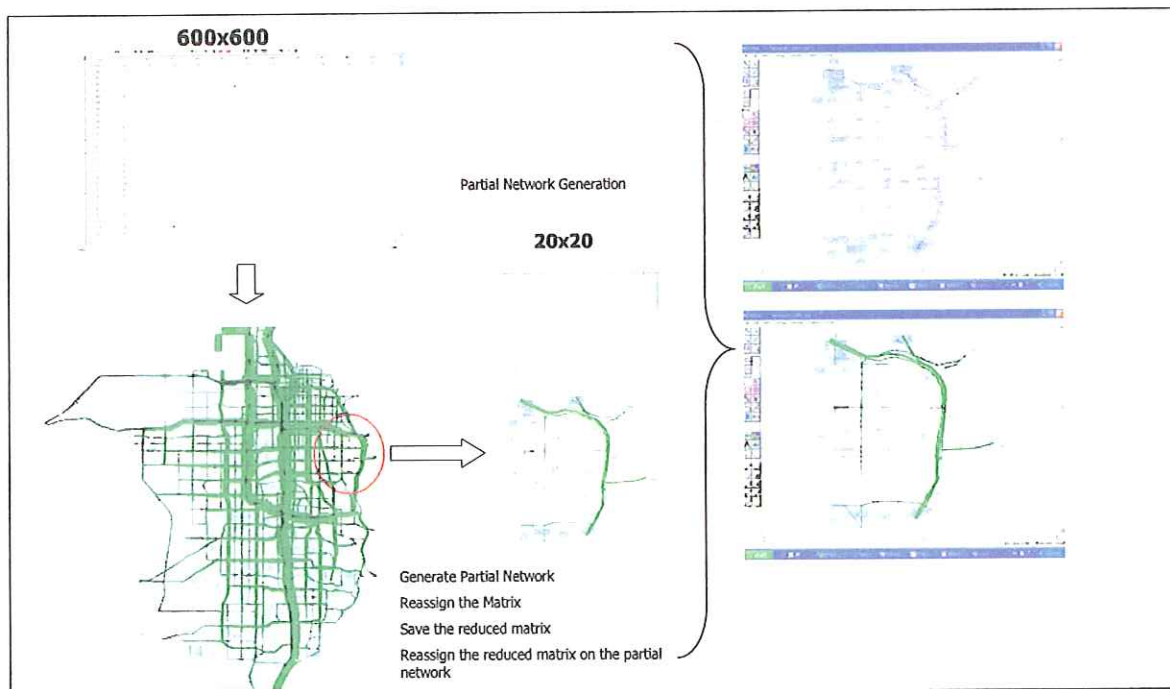 600x600
Partial Network Generation
20x20
Generate Partial Network
Reassign the Matrix
Save the reduced matrix
Reassign the reduced matrix on the partial
network